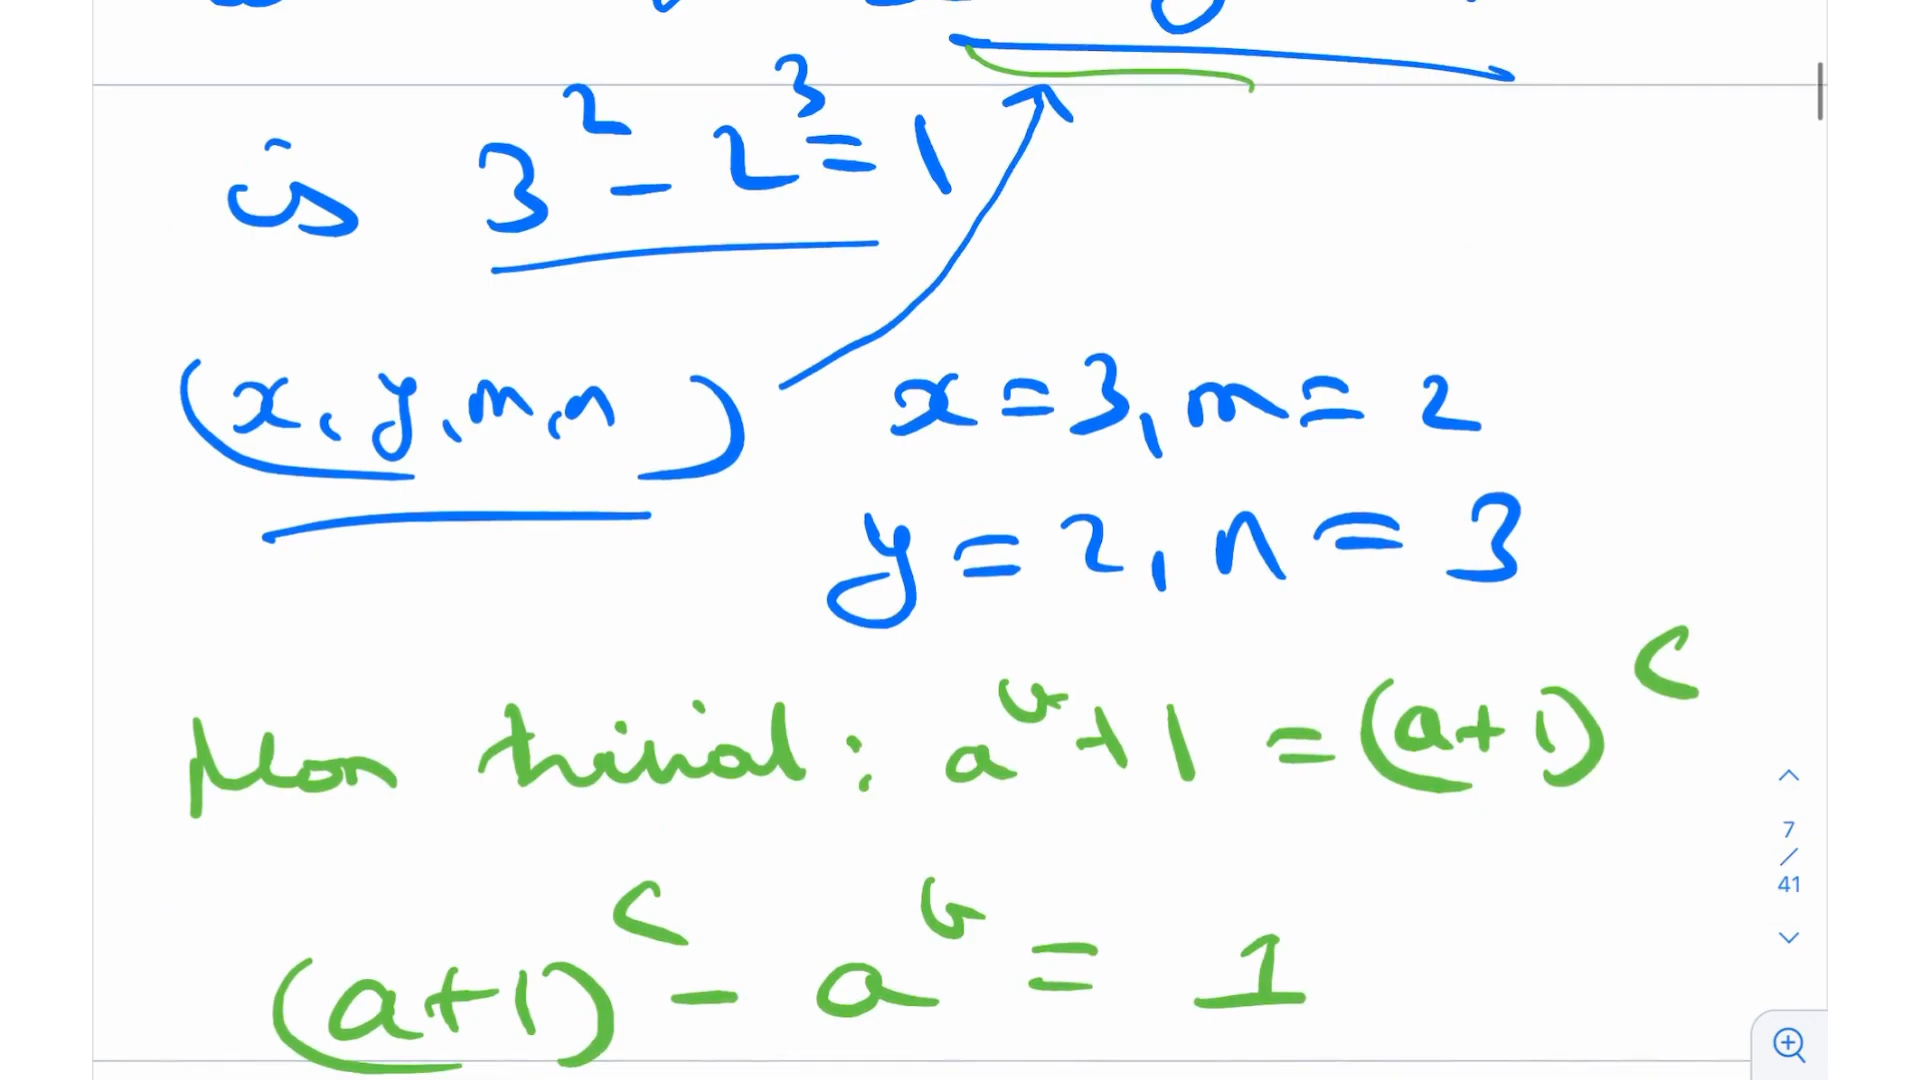 is 3² - 2³ = 1
(x, y, m, n) x = 3, m = 2
y = 2, n = 3
Non trivial: a^b + 1 = (a+1)^c
(a+1)^c - a^b = 1
7
/
41